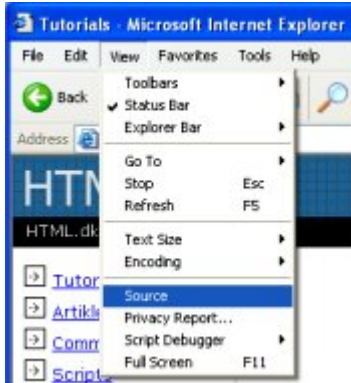 Tutorials - Microsoft Internet Explorer
File Edit View Favorites Tools Help
Back
Toolbars
Status Bar
Explorer Bar
Address
Go To
Stop Esc
Refresh F5
HTM
HTML.dk
Text Size
Encoding
Tutor
Source
Artikl
Privacy Report...
Comm
Script Debugger
Script
Full Screen F11